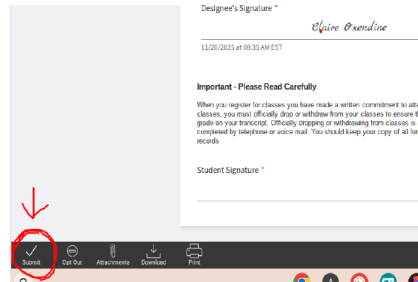 Designee's Signature *
Claire Oxendine
11/20/2025 at 08:35 AM EST
Important - Please Read Carefully
When you register for classes you have made a written commitment to atte
classes, you must officially drop or withdraw from your classes to ensure th
grade on your transcript. Officially dropping or withdrawing from classes is
completed by telephone or voice mail. You should keep your copy of all for
records.
Student Signature *
Submit Opt Out Attachments Download Print